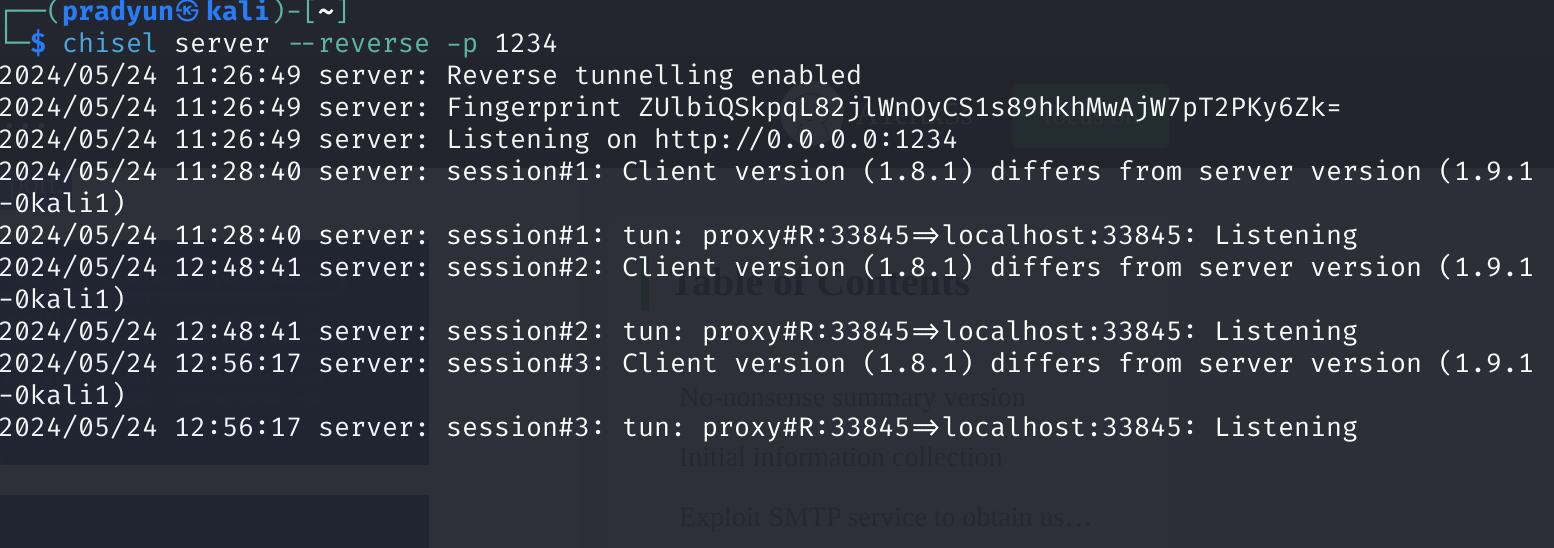 ┌──(pradyun㉿kali)-[~]
└─$ chisel server --reverse -p 1234
2024/05/24 11:26:49 server: Reverse tunnelling enabled
2024/05/24 11:26:49 server: Fingerprint ZUlbiQSkpqL82jlWnOyCS1s89hkhMwAjW7pT2PKy6Zk=
2024/05/24 11:26:49 server: Listening on http://0.0.0.0:1234
2024/05/24 11:28:40 server: session#1: Client version (1.8.1) differs from server version (1.9.1
-0kali1)
2024/05/24 11:28:40 server: session#1: tun: proxy#R:33845=>localhost:33845: Listening
2024/05/24 12:48:41 server: session#2: Client version (1.8.1) differs from server version (1.9.1
-0kali1)
2024/05/24 12:48:41 server: session#2: tun: proxy#R:33845=>localhost:33845: Listening
2024/05/24 12:56:17 server: session#3: Client version (1.8.1) differs from server version (1.9.1
-0kali1)
2024/05/24 12:56:17 server: session#3: tun: proxy#R:33845=>localhost:33845: Listening
Table of Contents
No-nonsense summary version
Initial information collection
Exploit SMTP service to obtain us…